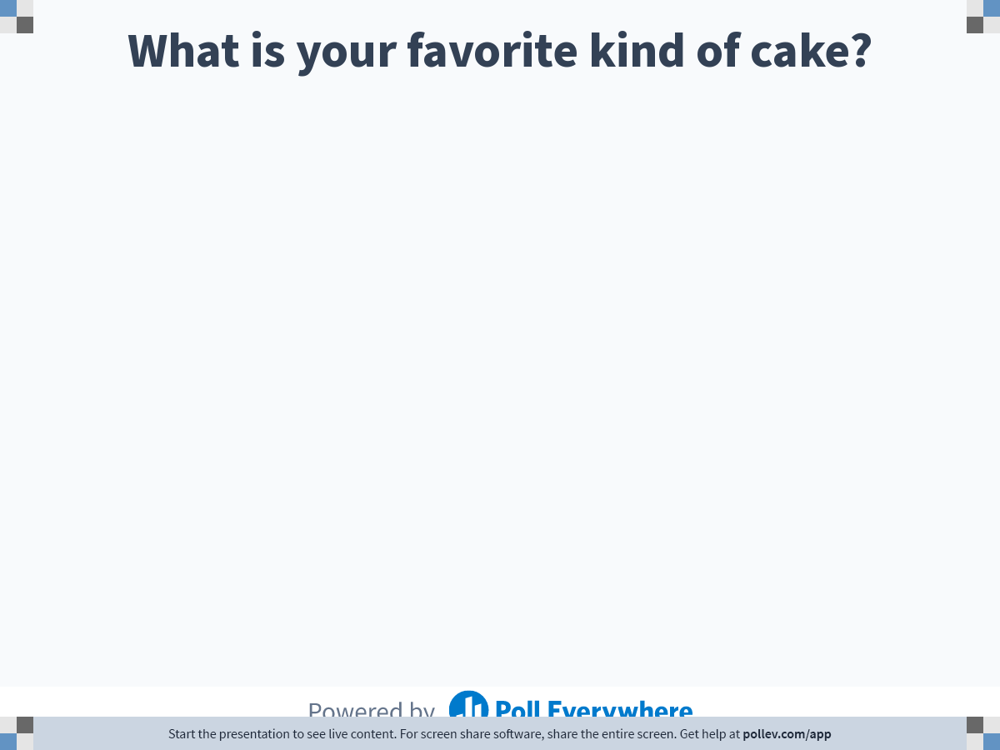 What is your favorite kind of cake?
Powered by Poll Everywhere
Start the presentation to see live content. For screen share software, share the entire screen. Get help at pollev.com/app